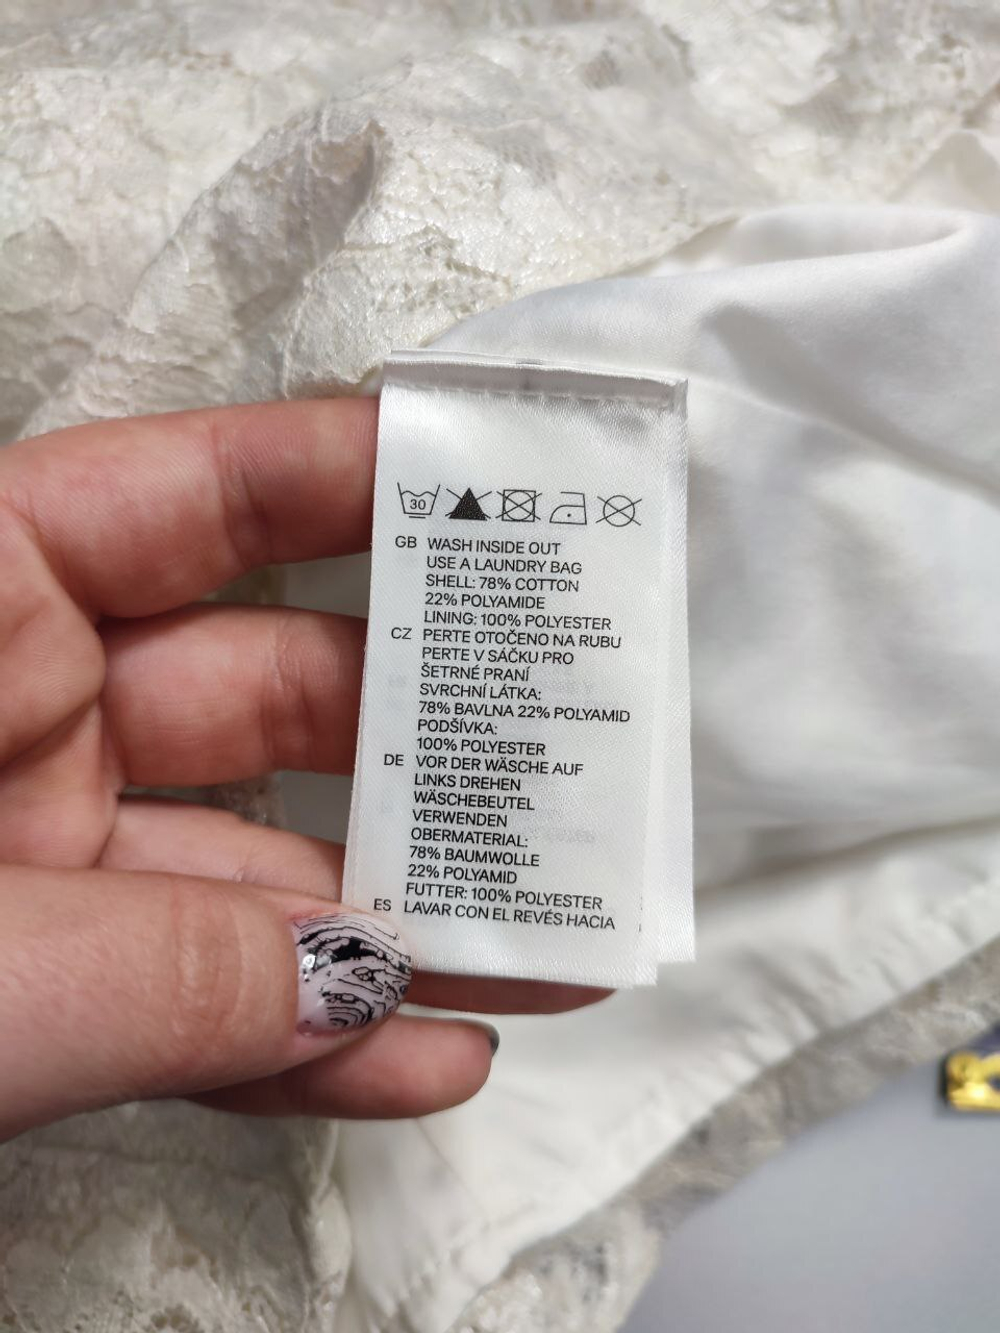 30
GB WASH INSIDE OUT
USE A LAUNDRY BAG
SHELL: 78% COTTON
22% POLYAMIDE
LINING: 100% POLYESTER
CZ PERTE OTOČENO NA RUBU
PERTE V SÁČKU PRO
ŠETRNÉ PRANÍ
SVRCHNÍ LÁTKA:
78% BAVLNA 22% POLYAMID
PODŠÍVKA:
100% POLYESTER
DE VOR DER WÄSCHE AUF
LINKS DREHEN
WÄSCHEBEUTEL
VERWENDEN
OBERMATERIAL:
78% BAUMWOLLE
22% POLYAMID
FUTTER: 100% POLYESTER
ES LAVAR CON EL REVÉS HACIA